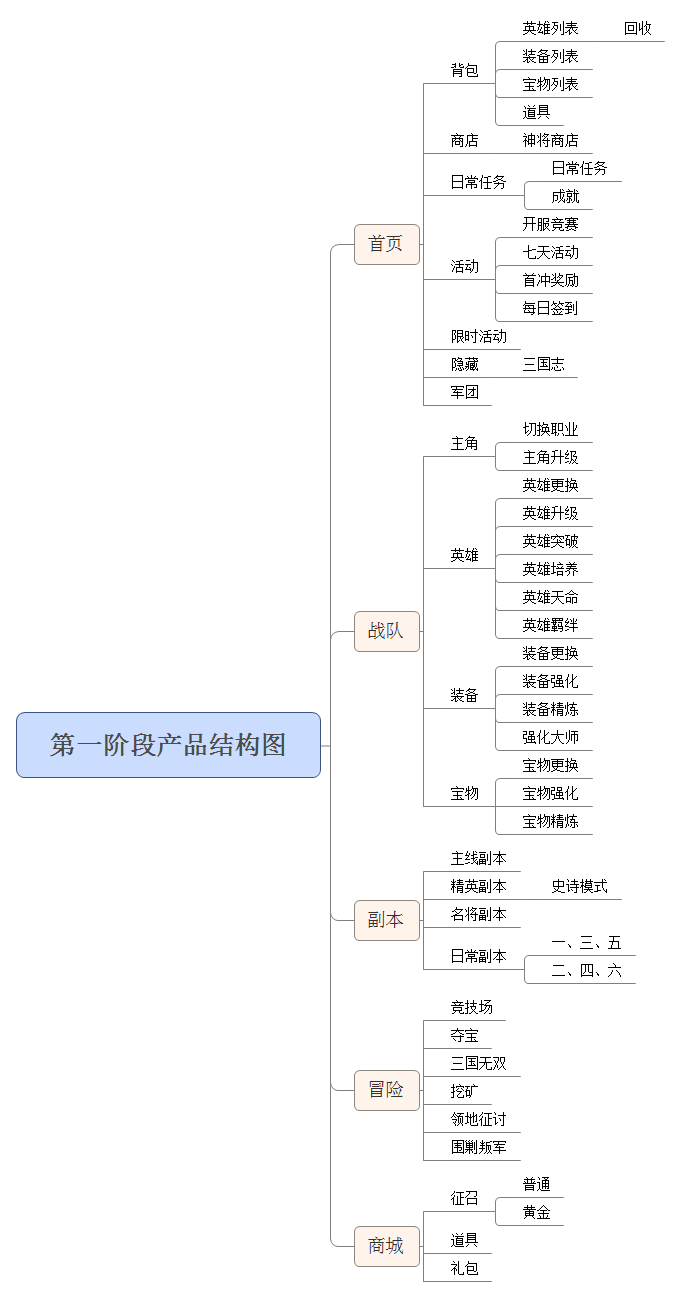 第一阶段产品结构图
首页
背包
英雄列表
回收
装备列表
宝物列表
道具
商店
神将商店
日常任务
日常任务
成就
活动
开服竞赛
七天活动
首冲奖励
每日签到
限时活动
隐藏
三国志
军团
战队
主角
切换职业
主角升级
英雄
英雄更换
英雄升级
英雄突破
英雄培养
英雄天命
英雄羁绊
装备
装备更换
装备强化
装备精炼
强化大师
宝物
宝物更换
宝物强化
宝物精炼
副本
主线副本
精英副本
史诗模式
名将副本
日常副本
一、三、五
二、四、六
冒险
竞技场
夺宝
三国无双
挖矿
领地征讨
围剿叛军
商城
征召
普通
黄金
道具
礼包